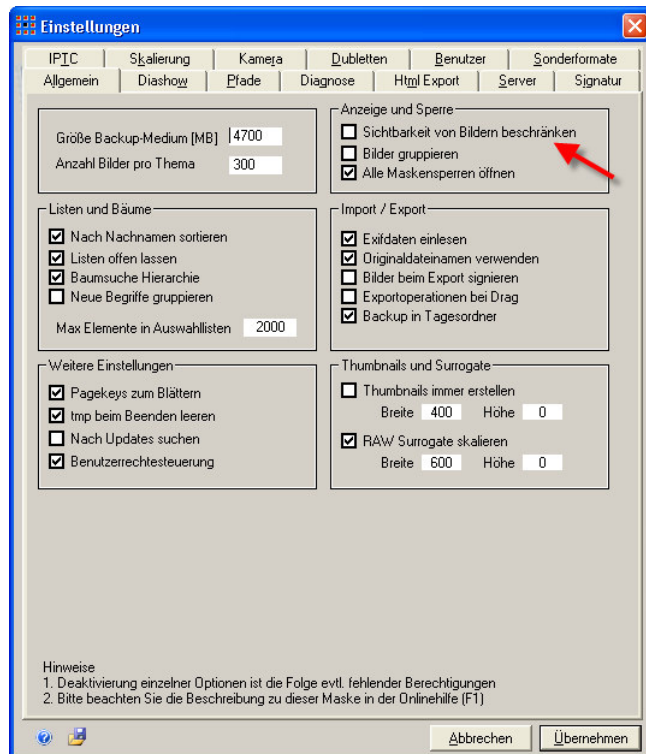 Einstellungen
IPTC Skalierung Kamera Dubletten Benutzer Sonderformate
Allgemein Diashow Pfade Diagnose Html Export Server Signatur
Größe Backup-Medium [MB] 4700
Anzahl Bilder pro Thema 300
Anzeige und Sperre
Sichtbarkeit von Bildern beschränken
Bilder gruppieren
Alle Maskensperren öffnen
Listen und Bäume
Nach Nachnamen sortieren
Listen offen lassen
Baumsuche Hierarchie
Neue Begriffe gruppieren
Max Elemente in Auswahllisten 2000
Import / Export
Exifdaten einlesen
Originaldateinamen verwenden
Bilder beim Export signieren
Exportoperationen bei Drag
Backup in Tagesordner
Weitere Einstellungen
Pagekeys zum Blättern
tmp beim Beenden leeren
Nach Updates suchen
Benutzerrechtesteuerung
Thumbnails und Surrogate
Thumbnails immer erstellen
Breite 400 Höhe 0
RAW Surrogate skalieren
Breite 600 Höhe 0
Hinweise
1. Deaktivierung einzelner Optionen ist die Folge evtl. fehlender Berechtigungen
2. Bitte beachten Sie die Beschreibung zu dieser Maske in der Onlinehilfe (F1)
Abbrechen Übernehmen